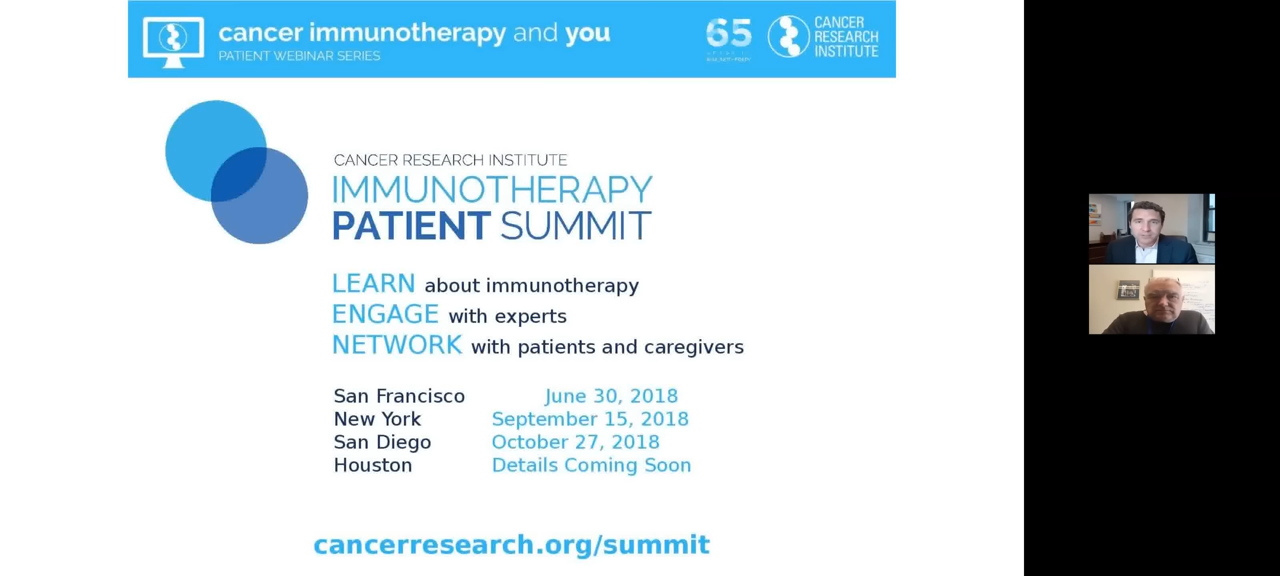 cancer immunotherapy and you
PATIENT WEBINAR SERIES
65
CANCER
RESEARCH
INSTITUTE
CANCER RESEARCH INSTITUTE
IMMUNOTHERAPY
PATIENT SUMMIT
LEARN about immunotherapy
ENGAGE with experts
NETWORK with patients and caregivers
San Francisco June 30, 2018
New York September 15, 2018
San Diego October 27, 2018
Houston Details Coming Soon
cancerresearch.org/summit